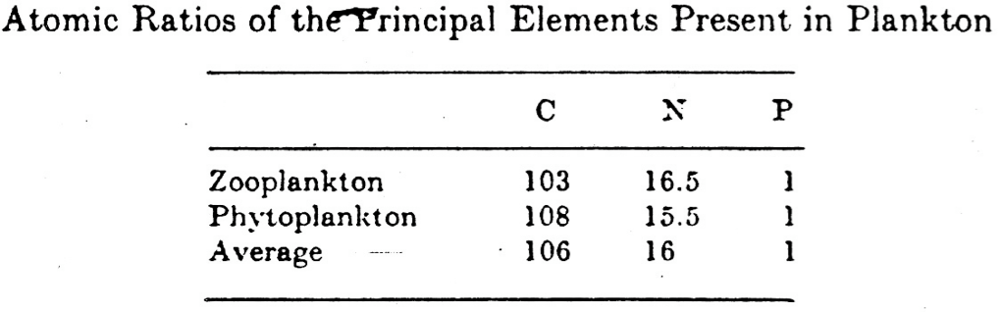 Atomic Ratios of the Principal Elements Present in Plankton
C N P
Zooplankton 103 16.5 1
Phytoplankton 108 15.5 1
Average 106 16 1